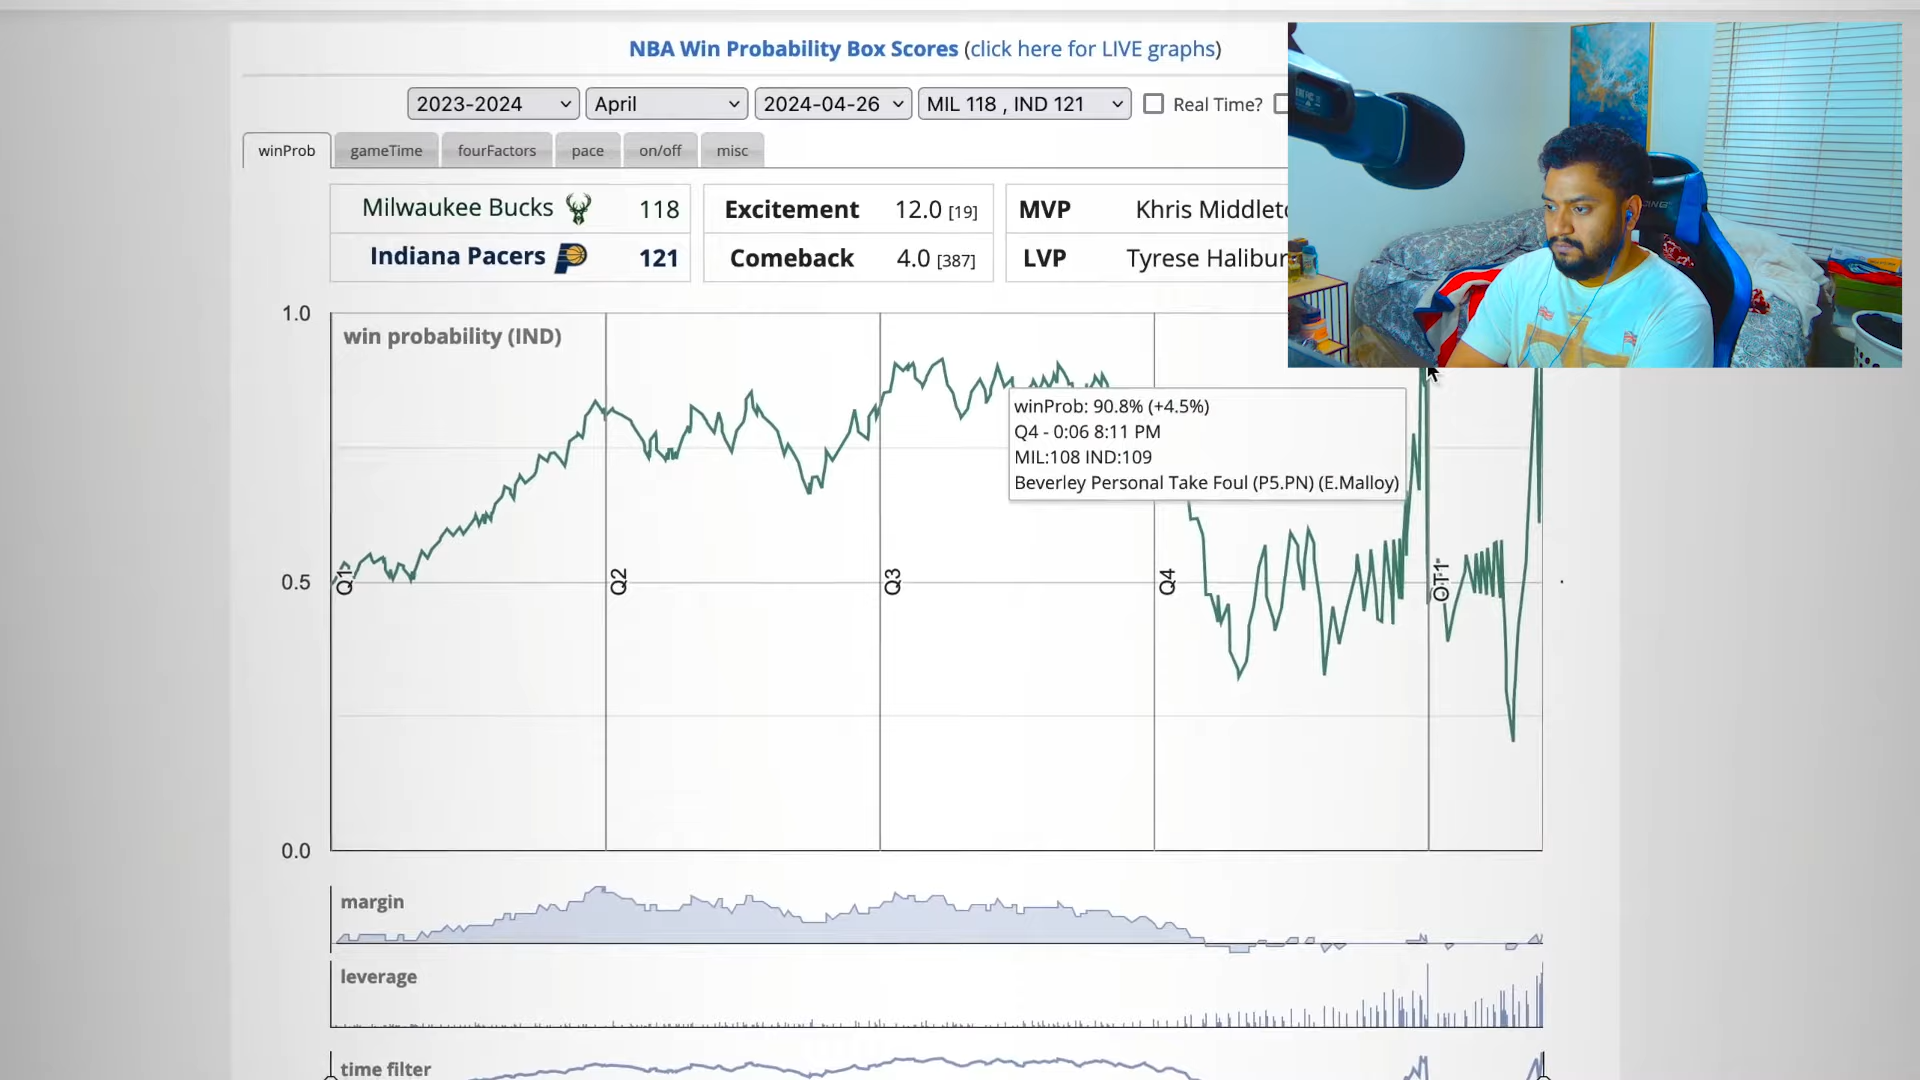 NBA Win Probability Box Scores (click here for LIVE graphs)
2023-2024 April 2024-04-26 MIL 118 , IND 121 Real Time?
winProb gameTime fourFactors pace on/off misc
Milwaukee Bucks 118 Excitement 12.0 [19] MVP Khris
Indiana Pacers 121 Comeback 4.0 [387] LVP Tyrese
1.0
win probability (IND)
winProb: 90.8% (+4.5%)
Q4 - 0:06 8:11 PM
MIL:108 IND:109
Beverley Personal Take Foul (P5.PN) (E.Malloy)
0.5
Q1 Q2 Q3 Q4 OT1
0.0
margin
leverage
time filter